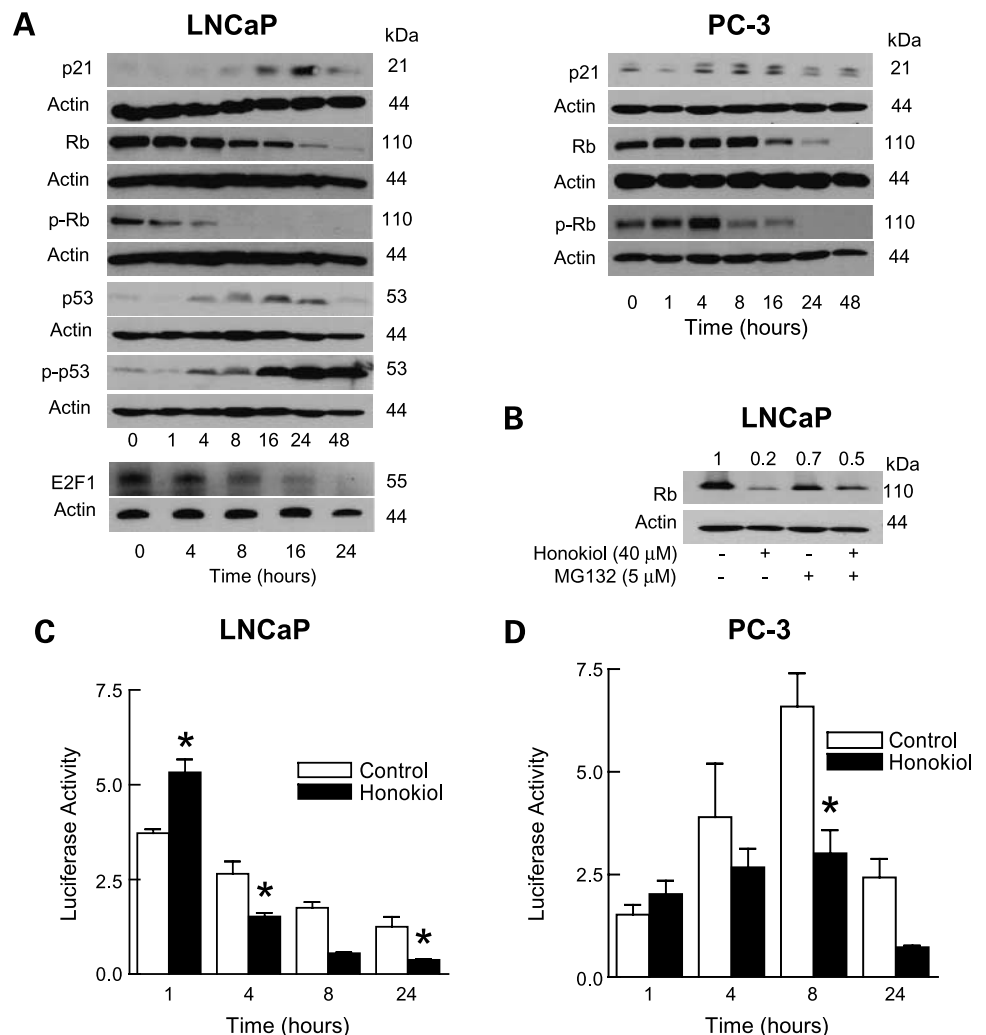 A
LNCaP
kDa
p21
21
Actin
44
Rb
110
Actin
44
p-Rb
110
Actin
44
p53
53
Actin
44
p-p53
53
Actin
44
0 1 4 8 16 24 48
E2F1
55
Actin
44
0 4 8 16 24
Time (hours)
PC-3
kDa
p21
21
Actin
44
Rb
110
Actin
44
p-Rb
110
Actin
44
0 1 4 8 16 24 48
Time (hours)
B
LNCaP
1 0.2 0.7 0.5 kDa
Rb
110
Actin
44
Honokiol (40 μM) - + - +
MG132 (5 μM) - - + +
C
LNCaP
Luciferase Activity
7.5
5.0
2.5
0.0
* * *
Control
Honokiol
1 4 8 24
Time (hours)
D
PC-3
Luciferase Activity
7.5
5.0
2.5
0.0
*
Control
Honokiol
1 4 8 24
Time (hours)